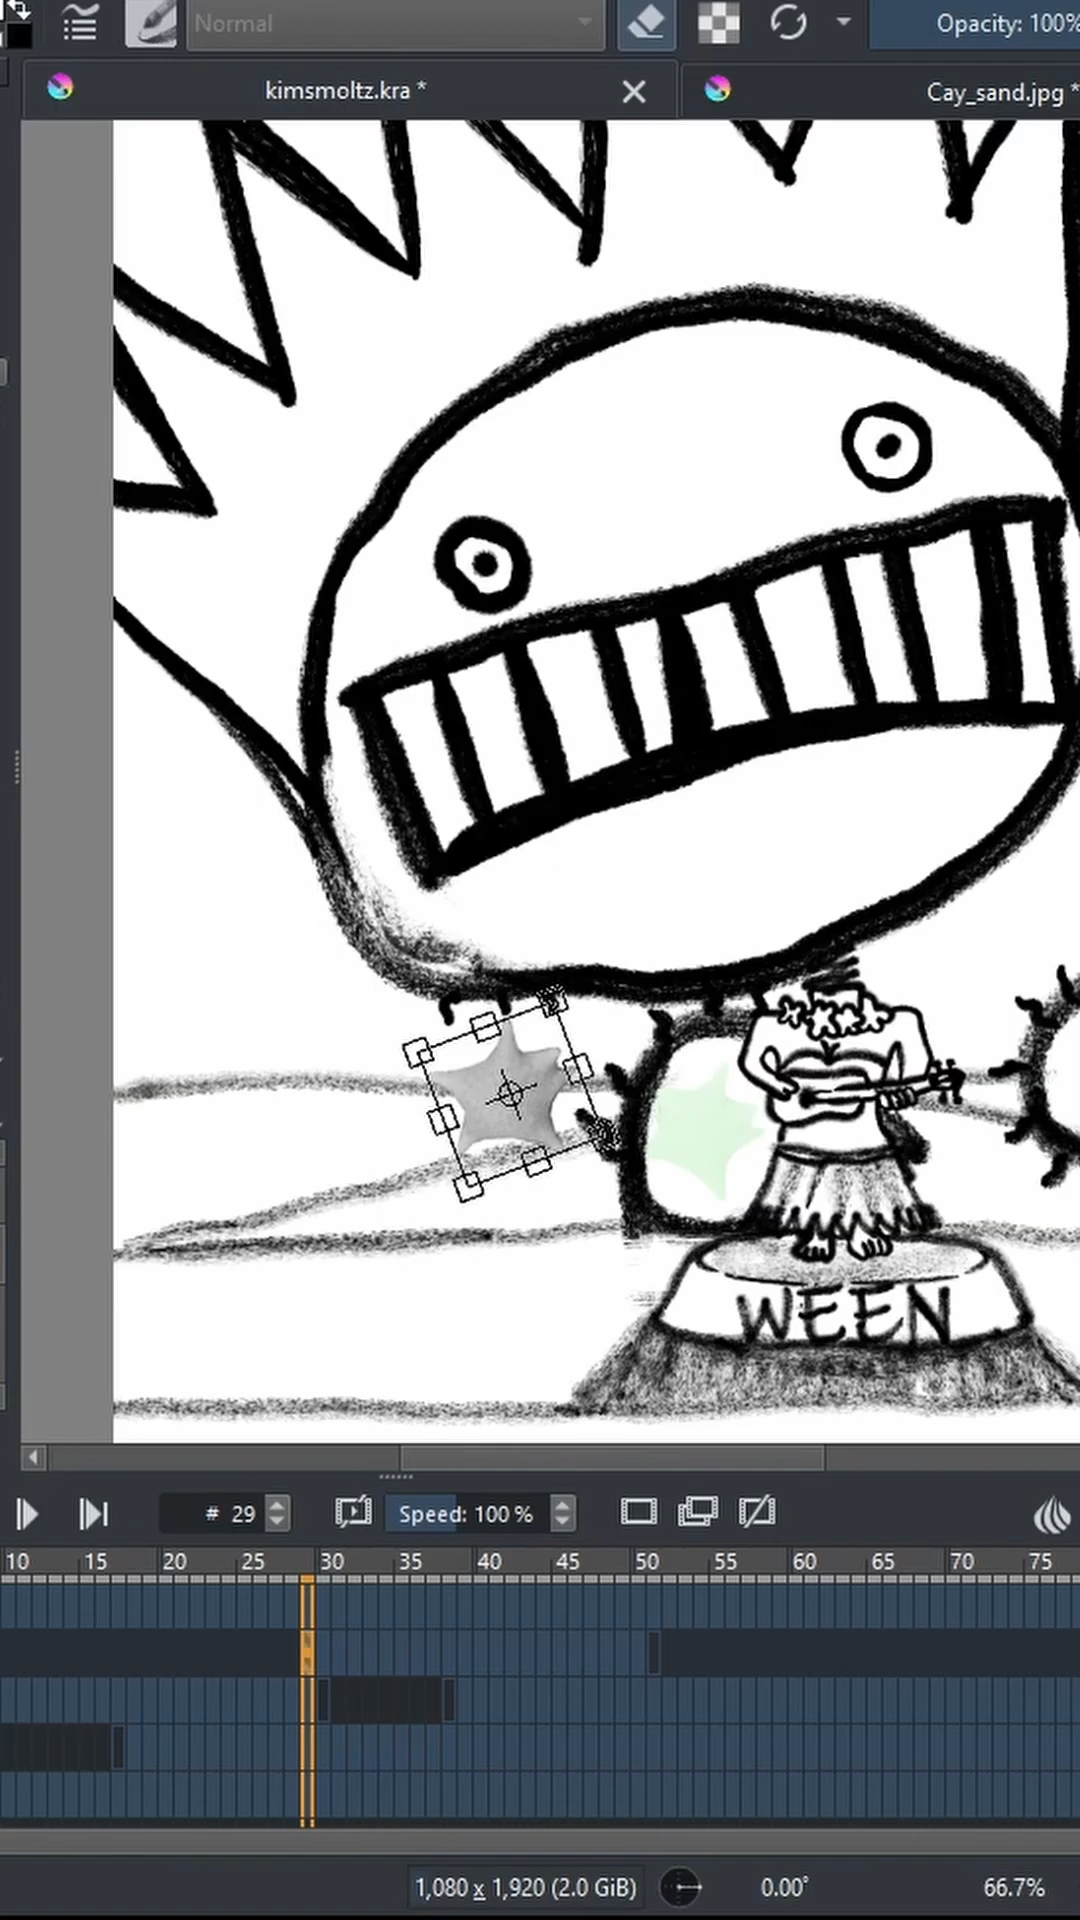 Normal
Opacity: 100%
kimsmoltz.kra *
Cay_sand.jpg *
WEEN
# 29
Speed: 100 %
10 15 20 25 30 35 40 45 50 55 60 65 70 75
1,080 x 1,920 (2.0 GiB)
0.00°
66.7%